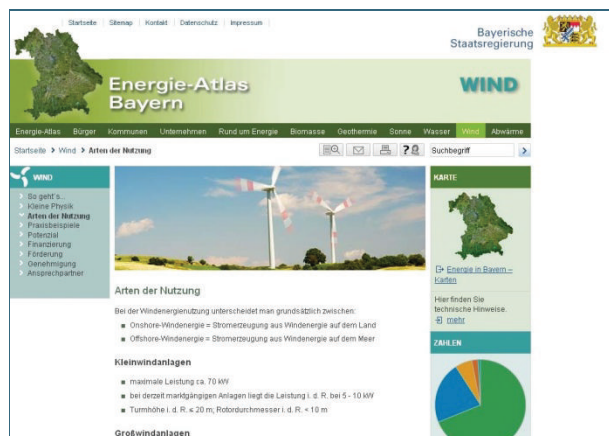 Startseite | Sitemap | Kontakt | Datenschutz | Impressum
Bayerische
Staatsregierung
Energie-Atlas
Bayern
WIND
Energie-Atlas Bürger Kommunen Unternehmen Rund um Energie Biomasse Geothermie Sonne Wasser Wind Abwärme
Startseite > Wind > Arten der Nutzung
Suchbegriff
WIND
So geht's...
Kleine Physik
Arten der Nutzung
Praxisbeispiele
Potenzial
Finanzierung
Förderung
Genehmigung
Ansprechpartner
Arten der Nutzung
Bei der Windenergienutzung unterscheidet man grundsätzlich zwischen:
Onshore-Windenergie = Stromerzeugung aus Windenergie auf dem Land
Offshore-Windenergie = Stromerzeugung aus Windenergie auf dem Meer
Kleinwindanlagen
maximale Leistung ca. 70 kW
bei derzeit marktgängigen Anlagen liegt die Leistung i. d. R. bei 5 - 10 kW
Turmhöhe i. d. R. ≤ 20 m; Rotordurchmesser i. d. R. < 10 m
Großwindanlagen
KARTE
Energie in Bayern –
Karten
Hier finden Sie
technische Hinweise.
mehr
ZAHLEN